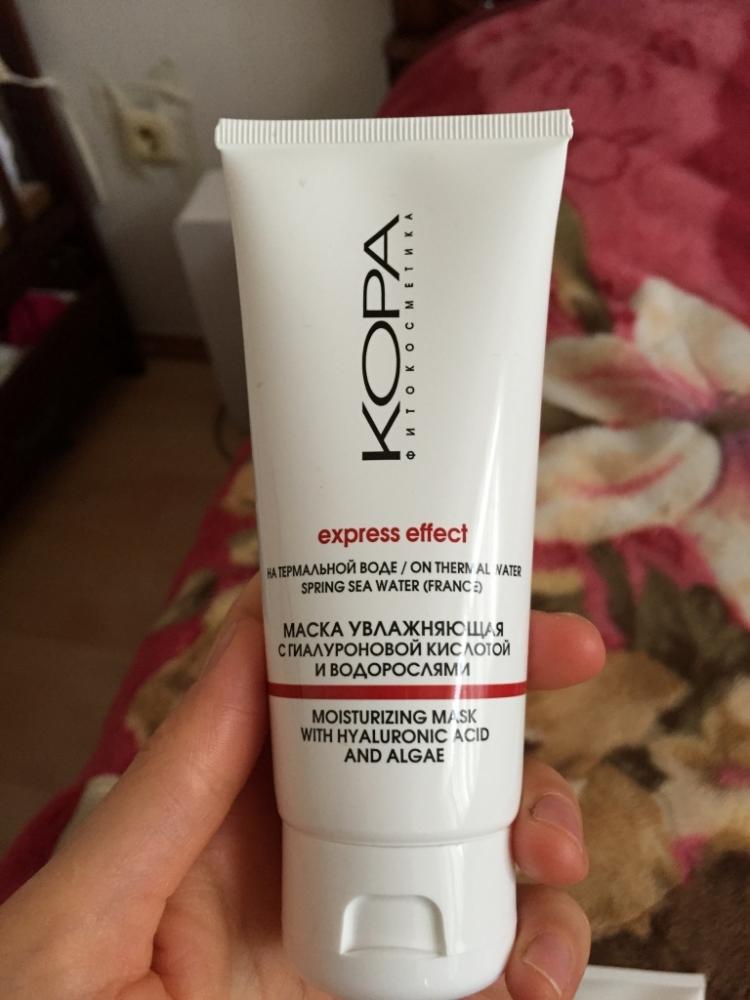 КОРА
ФИТОКОСМЕТИКА
express effect
НА ТЕРМАЛЬНОЙ ВОДЕ / ON THERMAL WATER
SPRING SEA WATER (FRANCE)
МАСКА УВЛАЖНЯЮЩАЯ
С ГИАЛУРОНОВОЙ КИСЛОТОЙ
И ВОДОРОСЛЯМИ
MOISTURIZING MASK
WITH HYALURONIC ACID
AND ALGAE